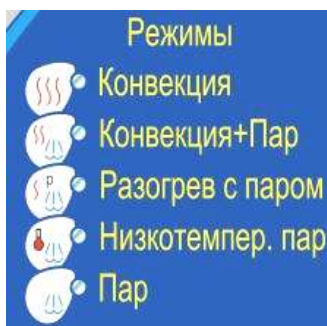 Режимы
Конвекция
Конвекция+Пар
Р
Разогрев с паром
Низкотемпер. пар
Пар